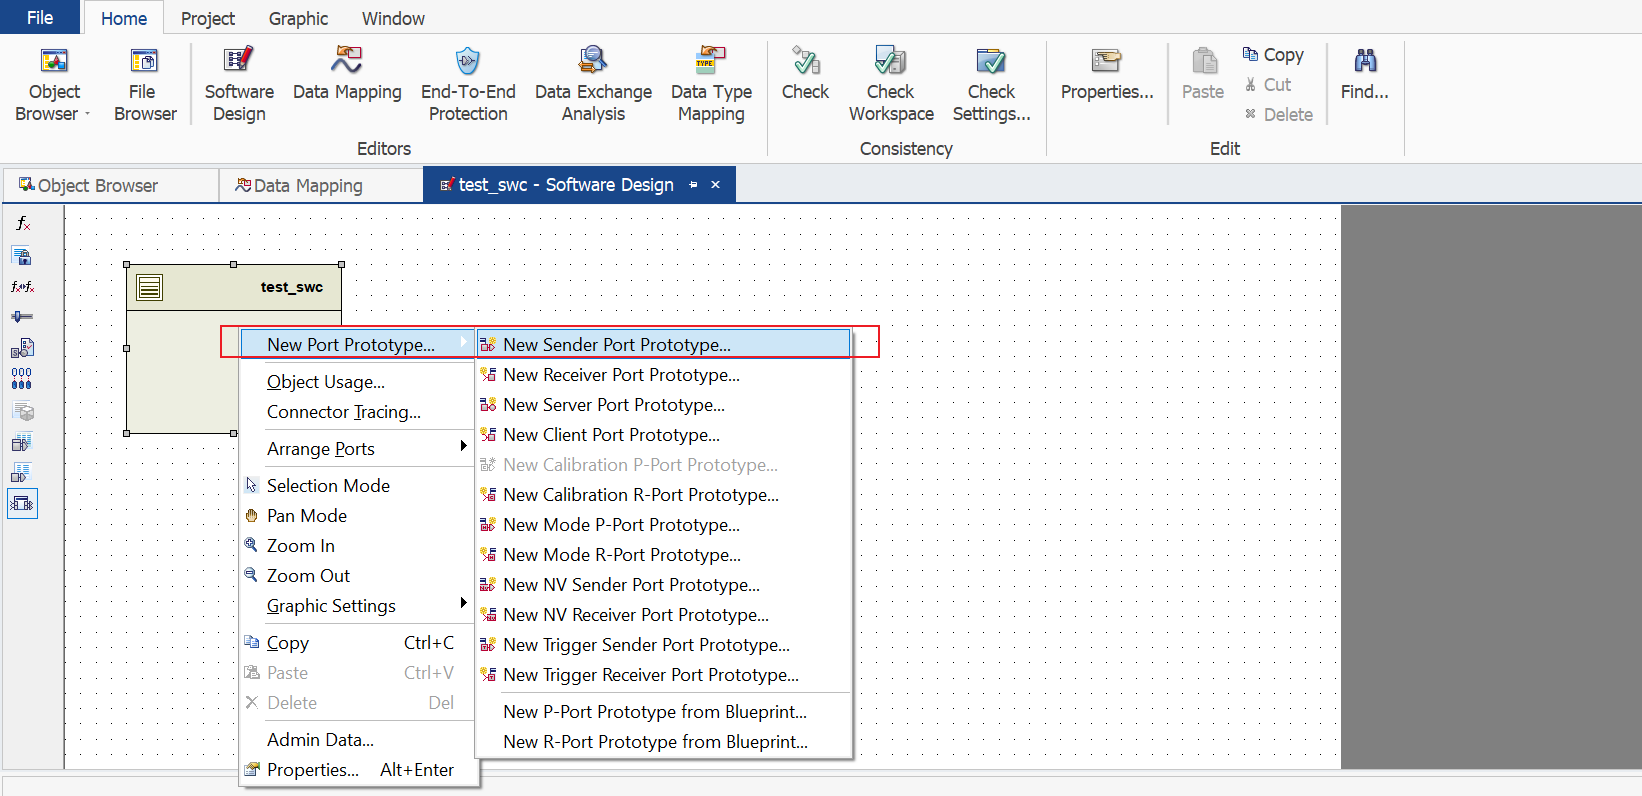 File Home Project Graphic Window
Object Browser
File Browser
Software Design
Data Mapping
End-To-End Protection
Data Exchange Analysis
TYPE
Data Type Mapping
Editors
Check
Check Workspace
Check Settings...
Consistency
Properties...
Paste
Copy
Cut
Delete
Edit
Find...
Object Browser
Data Mapping
test_swc - Software Design
test_swc
New Port Prototype...
Object Usage...
Connector Tracing...
Arrange Ports
Selection Mode
Pan Mode
Zoom In
Zoom Out
Graphic Settings
Copy Ctrl+C
Paste Ctrl+V
Delete Del
Admin Data...
Properties... Alt+Enter
New Sender Port Prototype...
New Receiver Port Prototype...
New Server Port Prototype...
New Client Port Prototype...
New Calibration P-Port Prototype...
New Calibration R-Port Prototype...
New Mode P-Port Prototype...
New Mode R-Port Prototype...
New NV Sender Port Prototype...
New NV Receiver Port Prototype...
New Trigger Sender Port Prototype...
New Trigger Receiver Port Prototype...
New P-Port Prototype from Blueprint...
New R-Port Prototype from Blueprint...